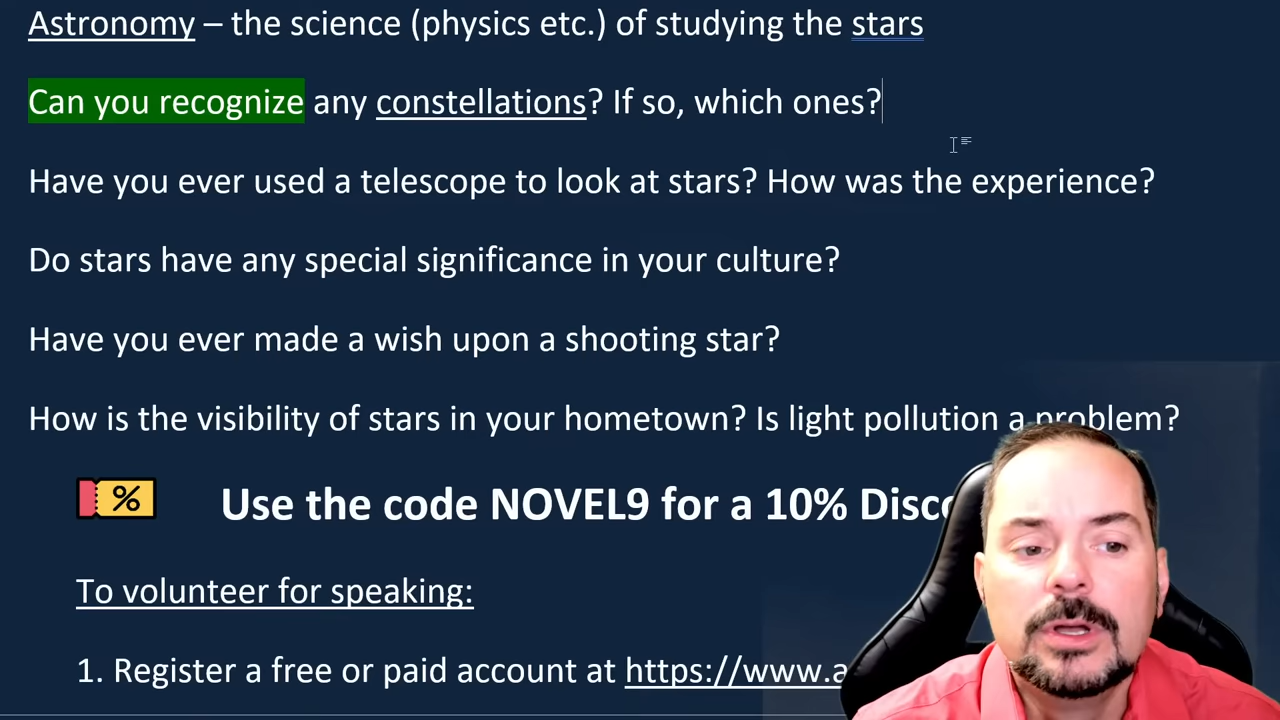 Astronomy – the science (physics etc.) of studying the stars
Can you recognize any constellations? If so, which ones?
Have you ever used a telescope to look at stars? How was the experience?
Do stars have any special significance in your culture?
Have you ever made a wish upon a shooting star?
How is the visibility of stars in your hometown? Is light pollution a problem?
% Use the code NOVEL9 for a 10%
To volunteer for speaking:
1. Register a free or paid account at https://www.a